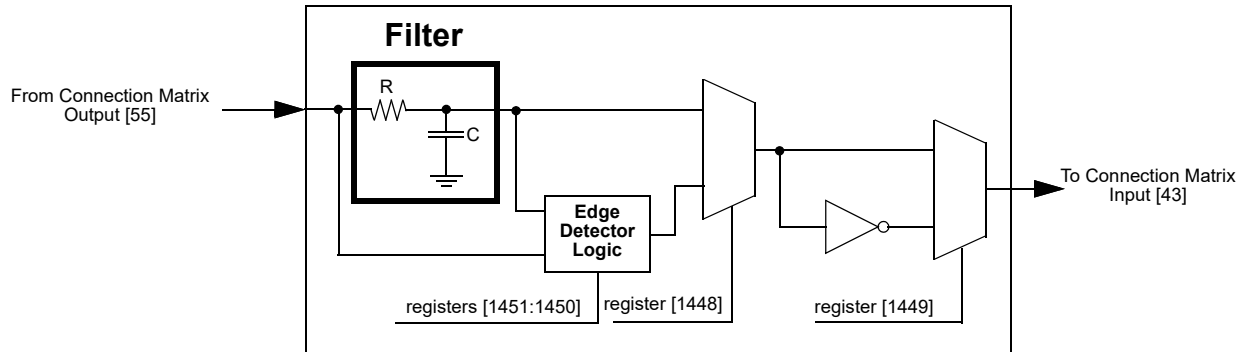 Filter
R
From Connection Matrix
Output [55]
C
To Connection Matrix
Input [43]
Edge
Detector
Logic
registers [1451:1450]
register [1448]
register [1449]